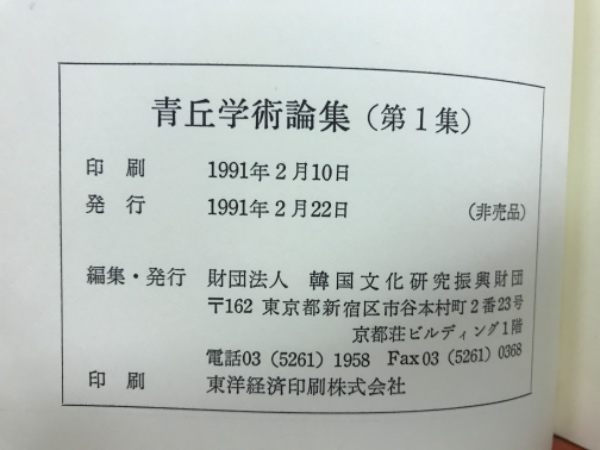 青丘学術論集（第1集）
印刷 1991年2月10日
発行 1991年2月22日 （非売品）
編集・発行 財団法人 韓国文化研究振興財団
〒162 東京都新宿区市谷本村町2番23号
京都荘ビルディング1階
電話03（5261）1958 Fax03（5261）0368
印刷 東洋経済印刷株式会社